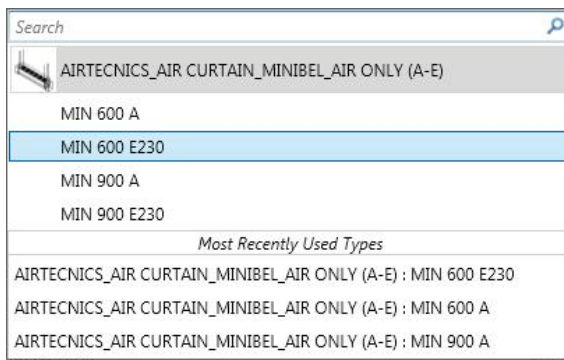 Search
AIRTECNICS_AIR CURTAIN_MINIBEL_AIR ONLY (A-E)
MIN 600 A
MIN 600 E230
MIN 900 A
MIN 900 E230
Most Recently Used Types
AIRTECNICS_AIR CURTAIN_MINIBEL_AIR ONLY (A-E) : MIN 600 E230
AIRTECNICS_AIR CURTAIN_MINIBEL_AIR ONLY (A-E) : MIN 600 A
AIRTECNICS_AIR CURTAIN_MINIBEL_AIR ONLY (A-E) : MIN 900 A